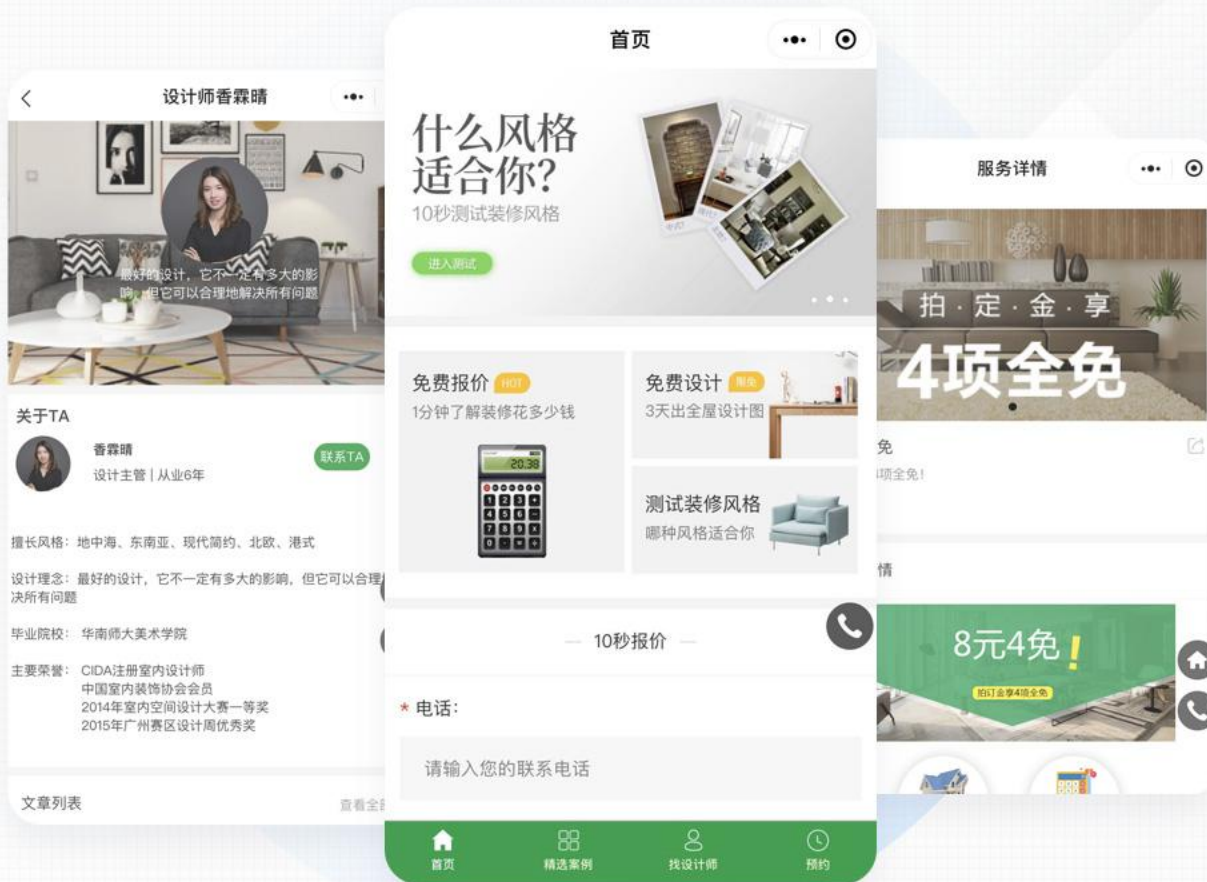 设计师香霖晴
最好的设计，它不一定有多大的影
响，但它可以合理地解决所有问题
关于TA
香霖晴
设计主管 | 从业6年
联系TA
擅长风格：地中海、东南亚、现代简约、北欧、港式
设计理念：最好的设计，它不一定有多大的影响，但它可以合理
决所有问题
毕业院校： 华南师大美术学院
主要荣誉： CIDA注册室内设计师
中国室内装饰协会会员
2014年室内空间设计大赛一等奖
2015年广州赛区设计周优秀奖
文章列表
查看全
首页
什么风格
适合你?
10秒测试装修风格
进入测试
免费报价 HOT
1分钟了解装修花多少钱
20.38
免费设计 限免
3天出全屋设计图
测试装修风格
哪种风格适合你
10秒报价
* 电话：
请输入您的联系电话
首页
精选案例
找设计师
预约
服务详情
拍·定·金·享
4项全免
免
项全免！
情
8元4免！
拍订金享4项全免